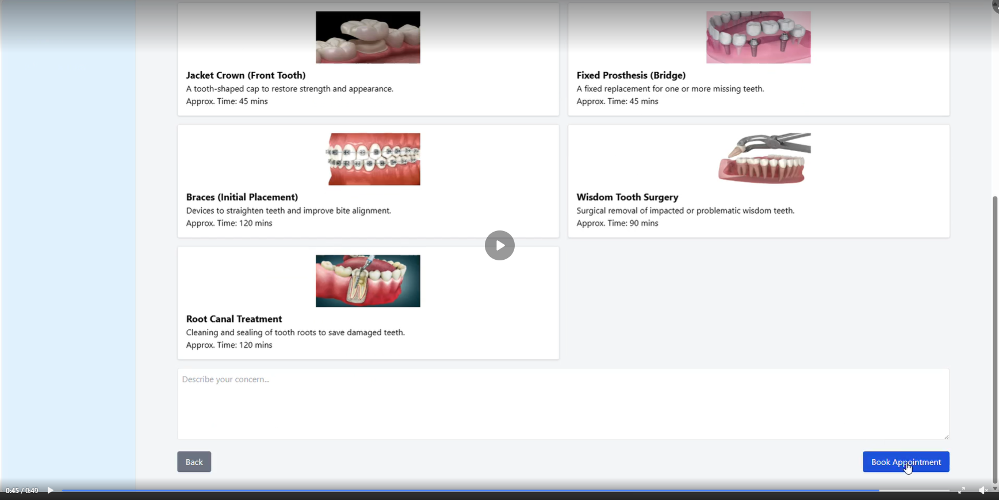 Jacket Crown (Front Tooth)
A tooth-shaped cap to restore strength and appearance.
Approx. Time: 45 mins
Fixed Prosthesis (Bridge)
A fixed replacement for one or more missing teeth.
Approx. Time: 45 mins
Braces (Initial Placement)
Devices to straighten teeth and improve bite alignment.
Approx. Time: 120 mins
Wisdom Tooth Surgery
Surgical removal of impacted or problematic wisdom teeth.
Approx. Time: 90 mins
Root Canal Treatment
Cleaning and sealing of tooth roots to save damaged teeth.
Approx. Time: 120 mins
Describe your concern...
Back
Book Appointment
0:45 / 0:49